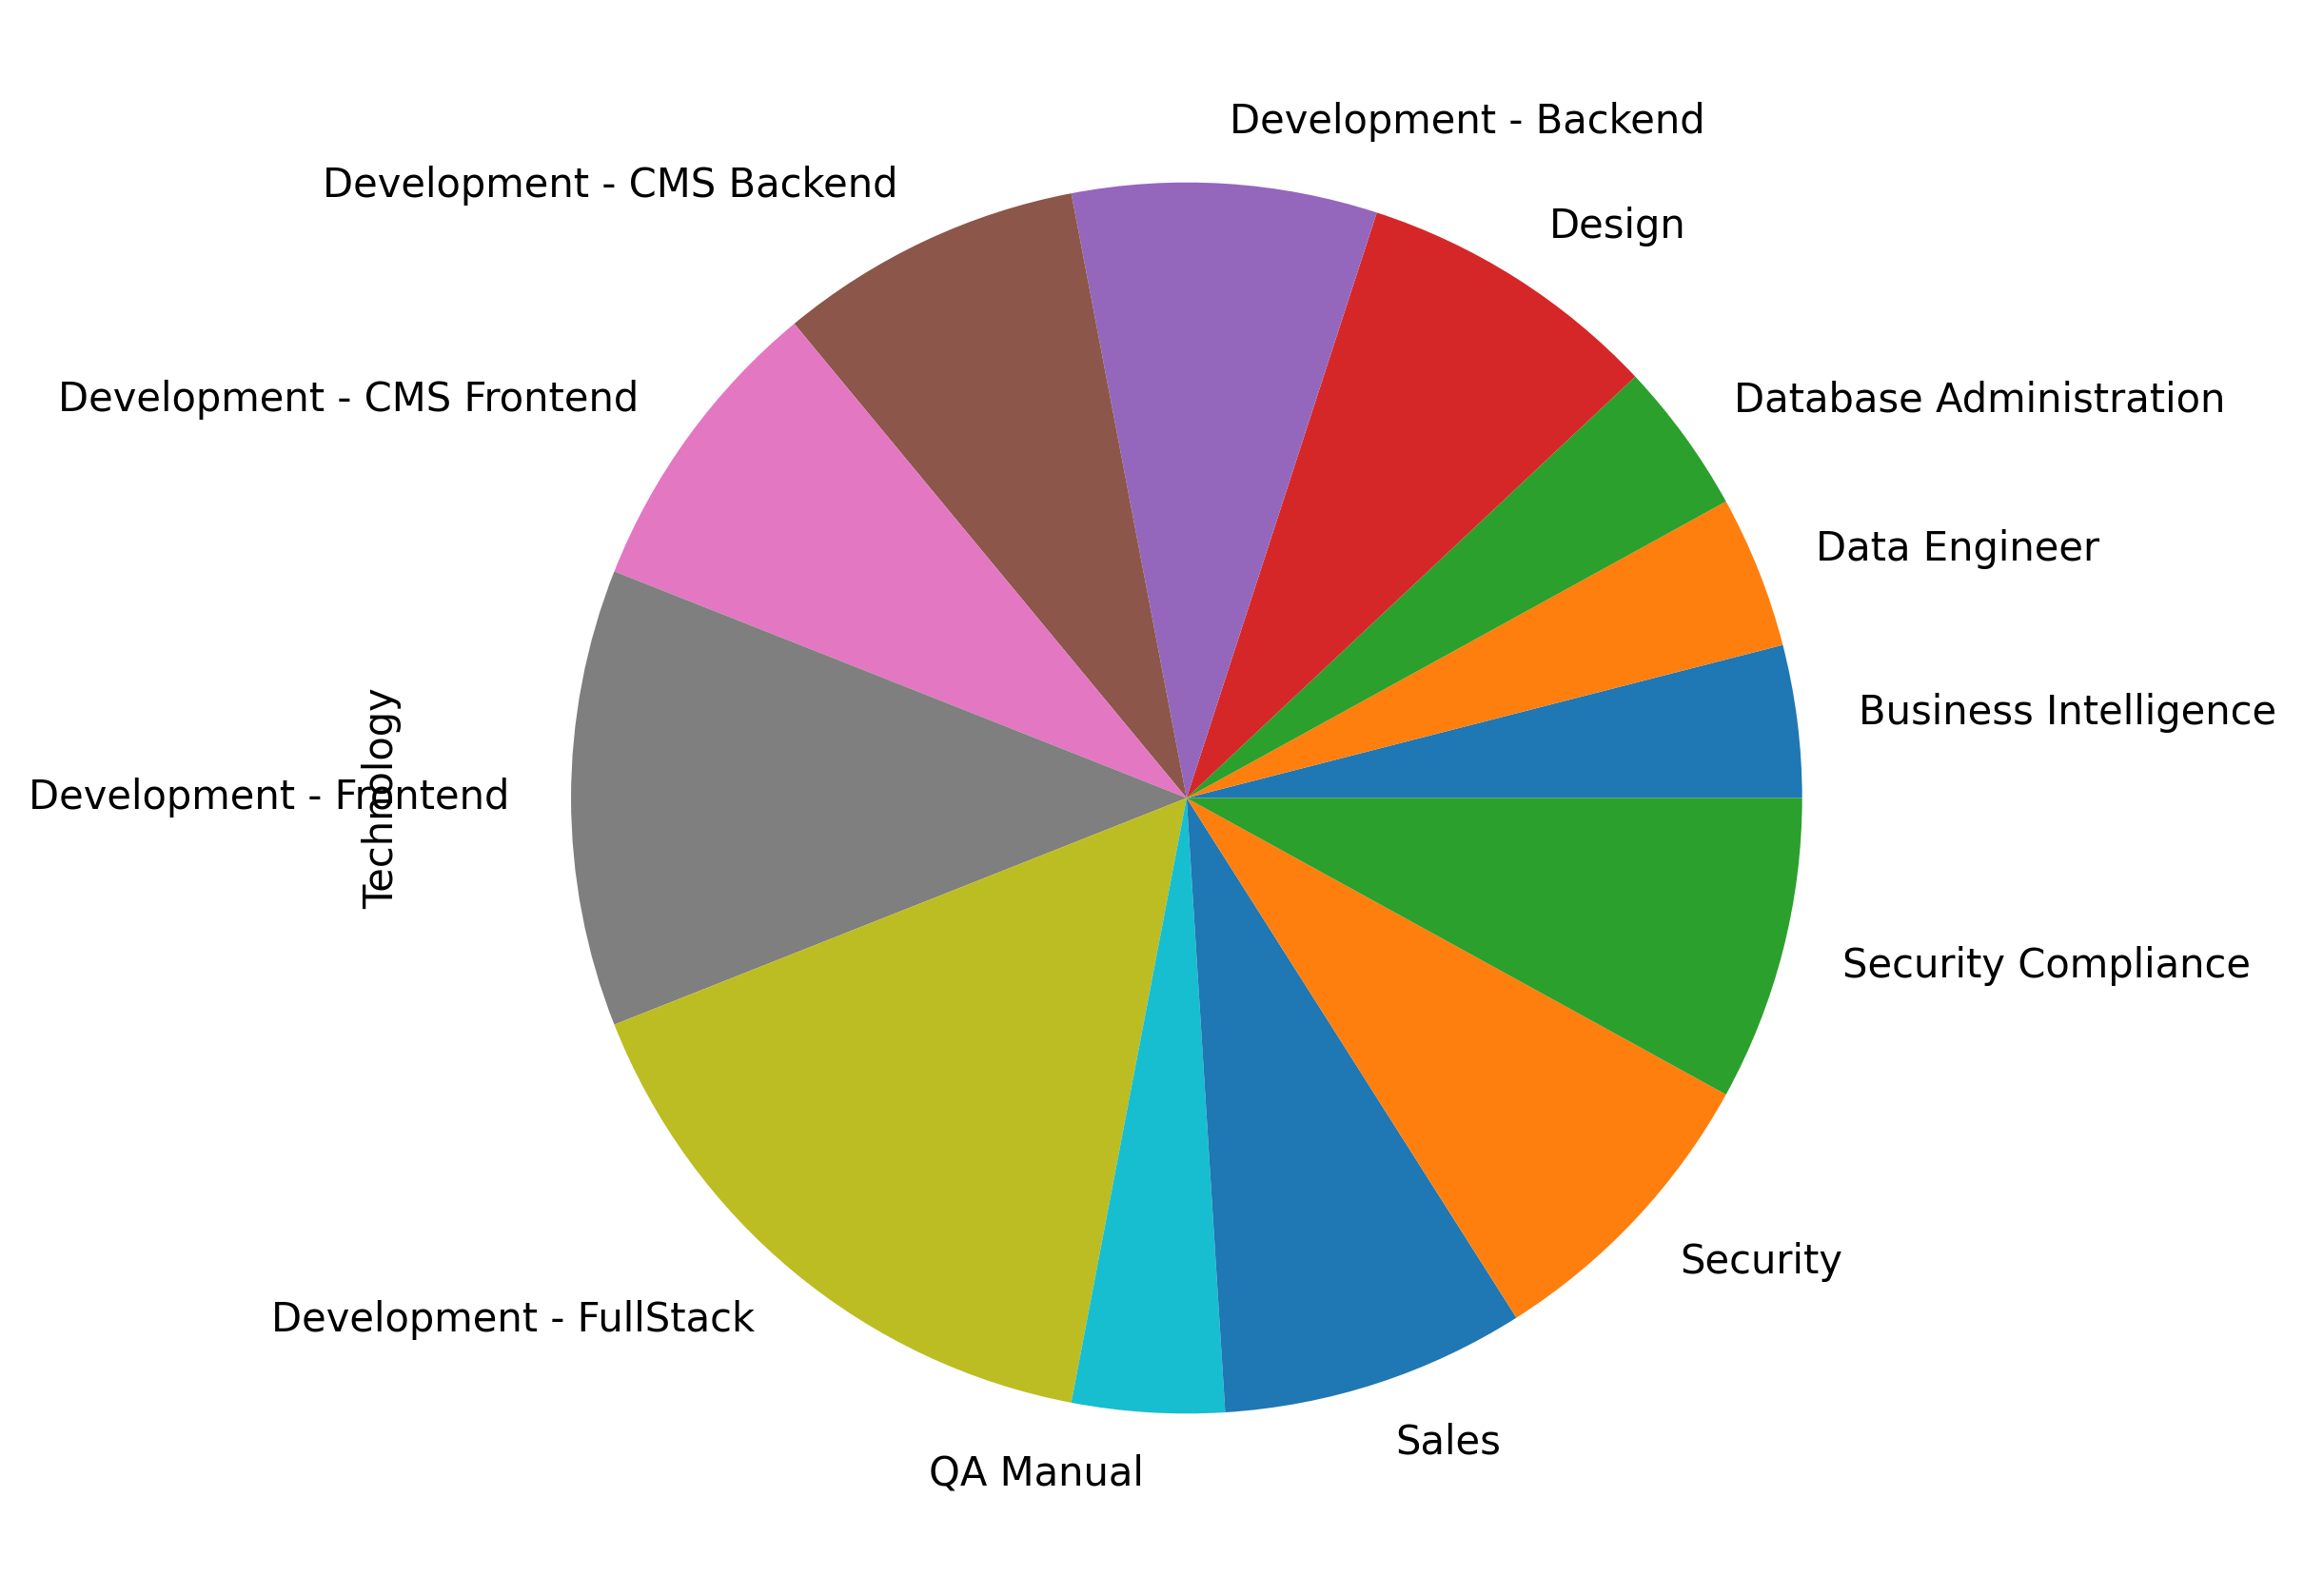 Development - Backend
Development - CMS Backend
Design
Development - CMS Frontend
Database Administration
Data Engineer
Business Intelligence
Technology
Development - Frontend
Security Compliance
Security
Development - FullStack
Sales
QA Manual